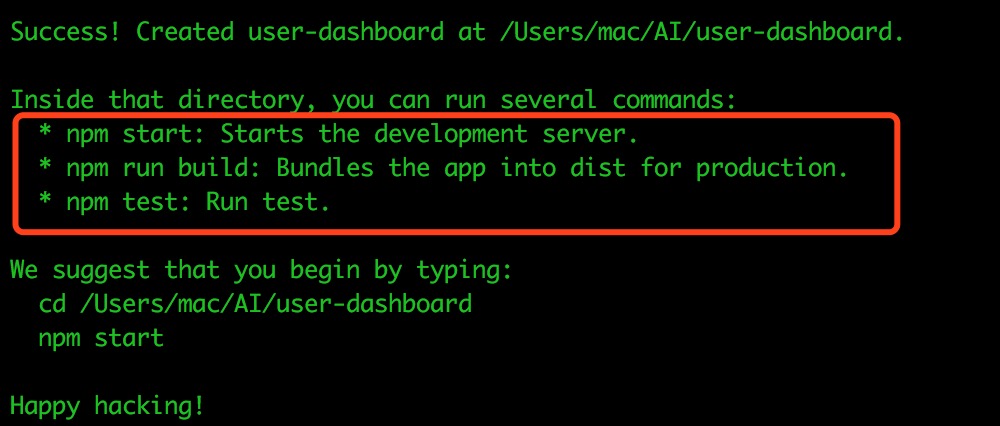 Success! Created user-dashboard at /Users/mac/AI/user-dashboard.
Inside that directory, you can run several commands:
* npm start: Starts the development server.
* npm run build: Bundles the app into dist for production.
* npm test: Run test.
We suggest that you begin by typing:
cd /Users/mac/AI/user-dashboard
npm start
Happy hacking!